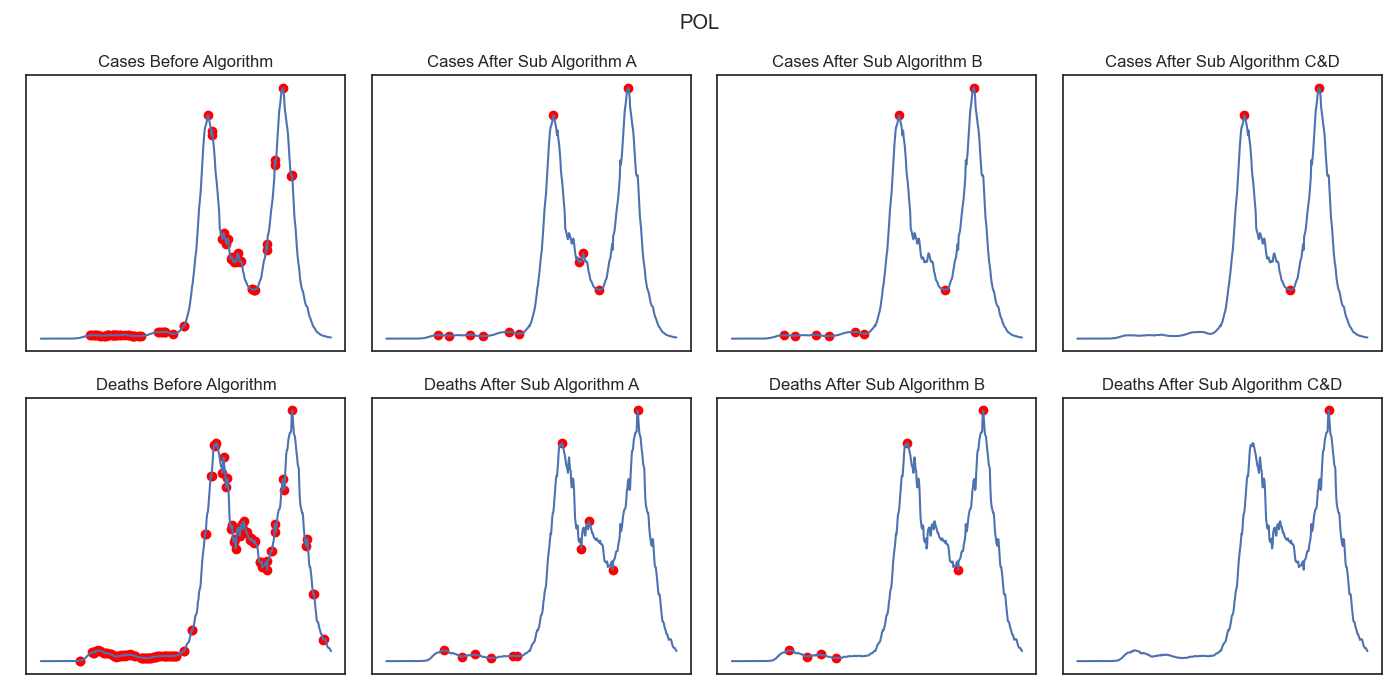 POL
Cases Before Algorithm
Cases After Sub Algorithm A
Cases After Sub Algorithm B
Cases After Sub Algorithm C&D
Deaths Before Algorithm
Deaths After Sub Algorithm A
Deaths After Sub Algorithm B
Deaths After Sub Algorithm C&D